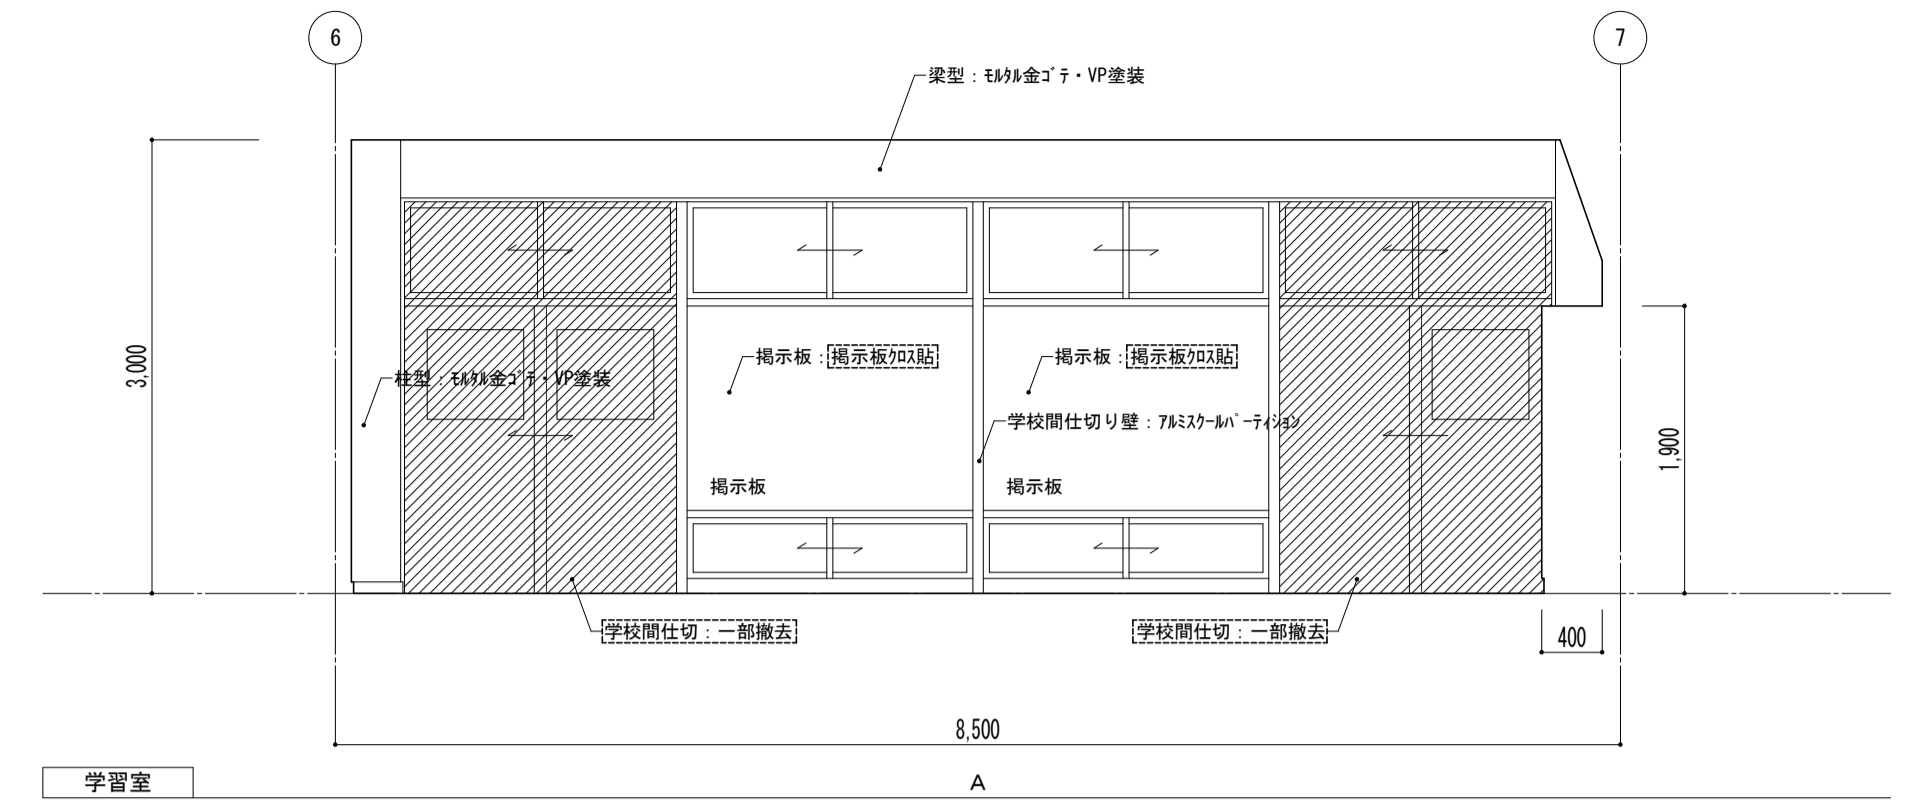 6
7
梁型：ﾓﾙﾀﾙ金ｺﾞﾃ・VP塗装
3,000
掲示板：掲示板ｸﾛｽ貼
掲示板：掲示板ｸﾛｽ貼
柱型：ﾓﾙﾀﾙ金ｺﾞﾃ・VP塗装
学校間仕切り壁：ｱﾙﾐｽｸｰﾙﾊﾟｰﾃｨｼｮﾝ
1,900
掲示板
掲示板
学校間仕切：一部撤去
学校間仕切：一部撤去
400
8,500
学習室
A